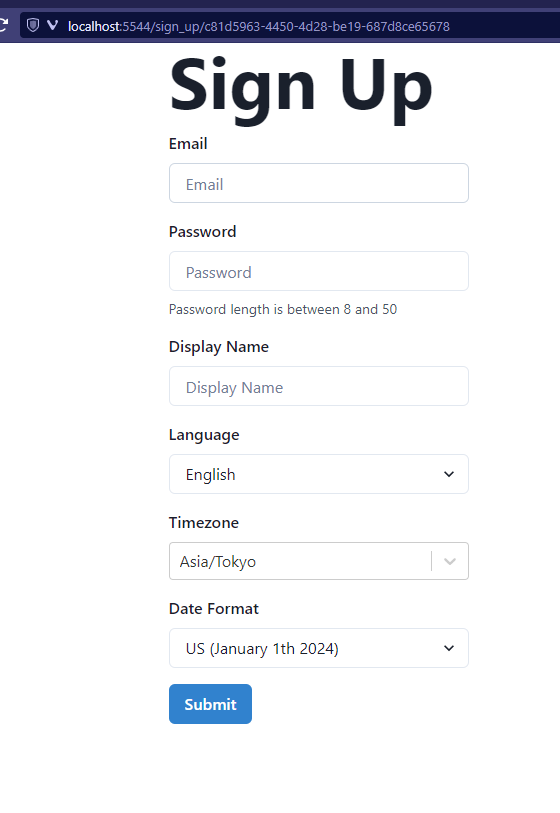 localhost:5544/sign_up/c81d5963-4450-4d28-be19-687d8ce65678
Sign Up
Email
Email
Password
Password
Password length is between 8 and 50
Display Name
Display Name
Language
English
Timezone
Asia/Tokyo
Date Format
US (January 1th 2024)
Submit